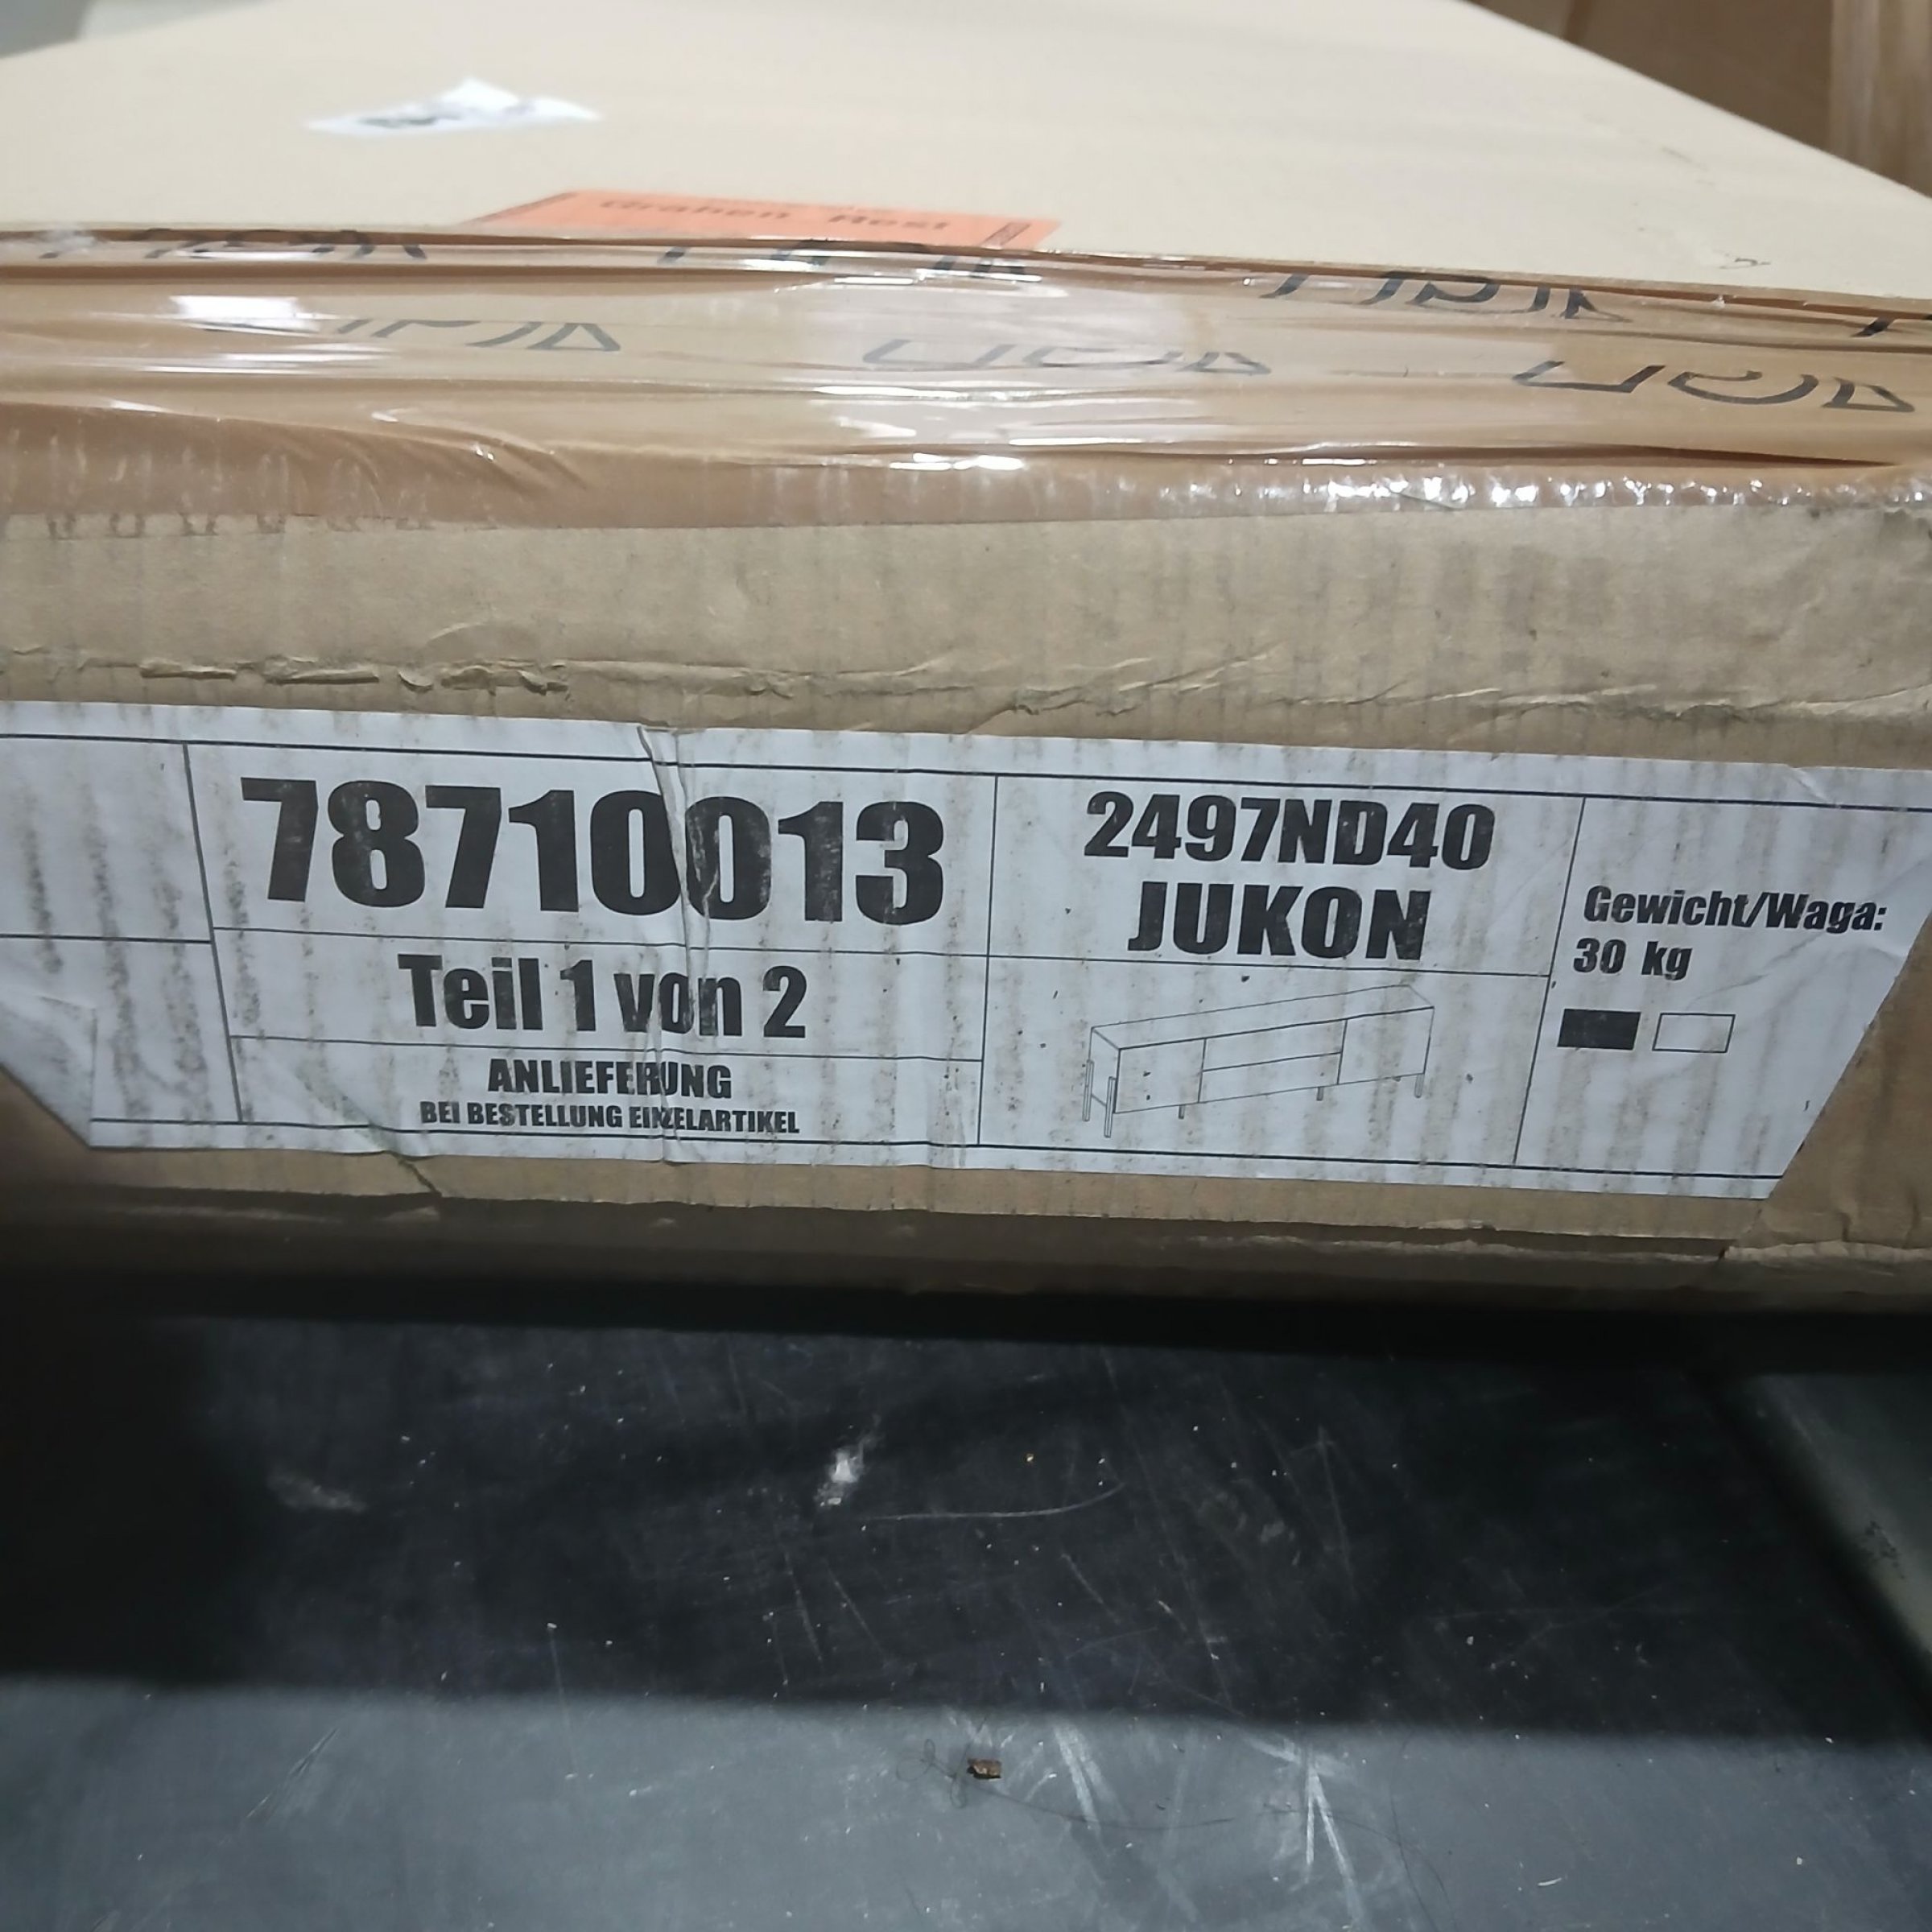 78710013
Teil 1 von 2
ANLIEFERUNG
BEI BESTELLUNG EINZELARTIKEL
2497ND40
JUKON
Gewicht/Waga:
30 kg